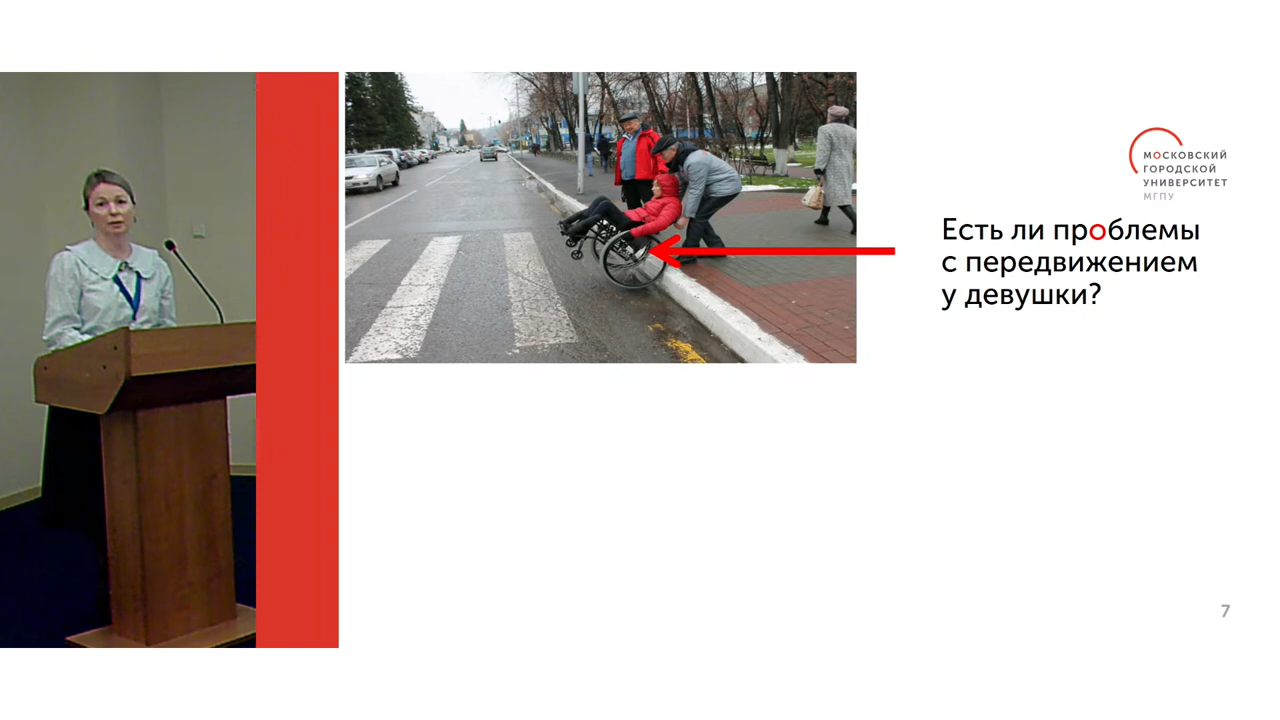 МОСКОВСКИЙ
ГОРОДСКОЙ
УНИВЕРСИТЕТ
МГПУ
Есть ли проблемы
с передвижением
у девушки?
7